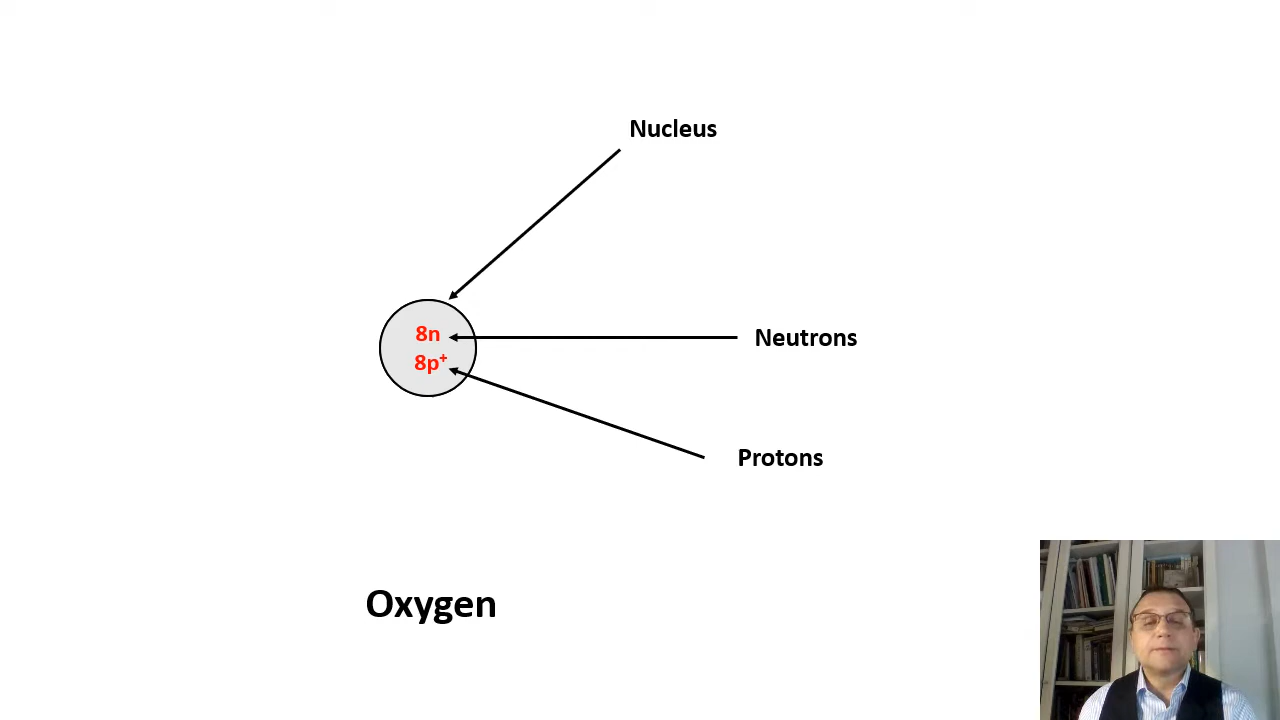 Nucleus
8n
Neutrons
8p⁺
Protons
Oxygen